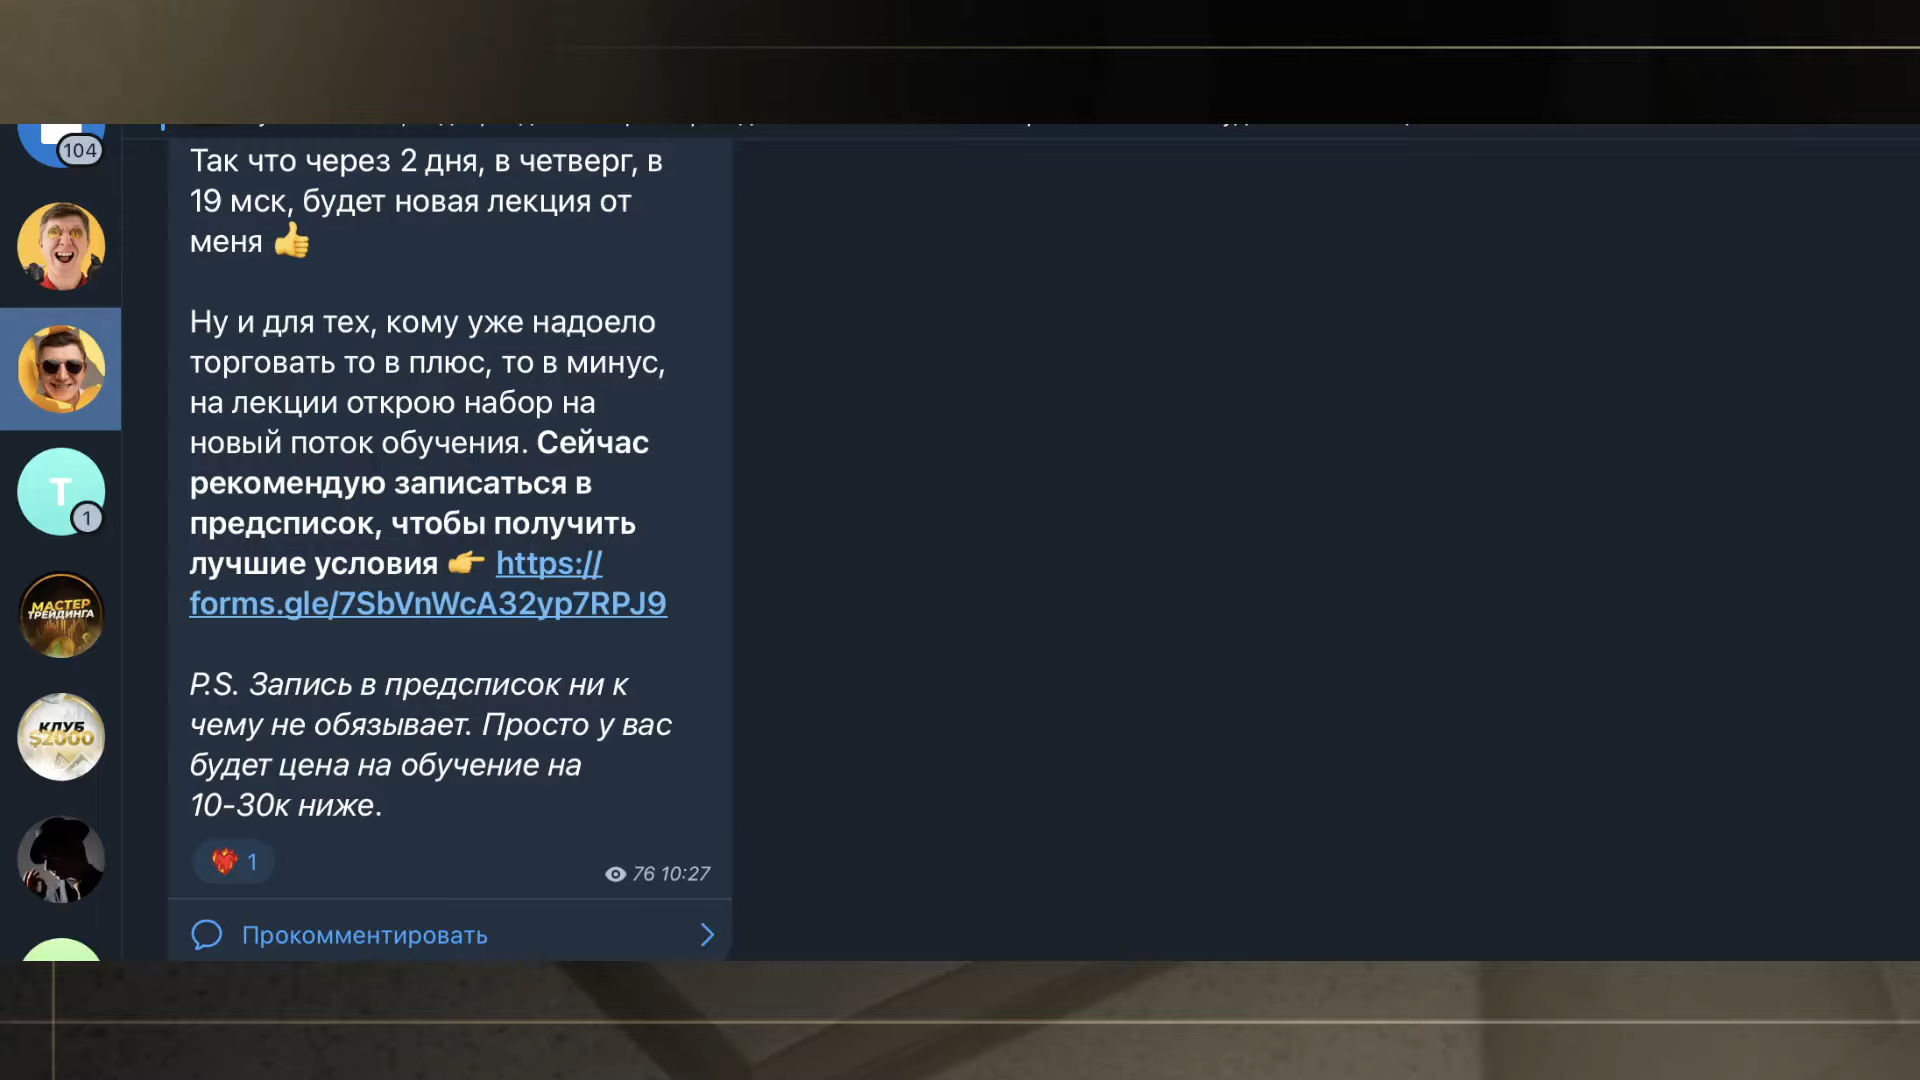 104
Так что через 2 дня, в четверг, в
19 мск, будет новая лекция от
меня 👍
Ну и для тех, кому уже надоело
торговать то в плюс, то в минус,
на лекции открою набор на
новый поток обучения. Сейчас
рекомендую записаться в
предсписок, чтобы получить
лучшие условия 👉 https://
forms.gle/7SbVnWcA32yp7RPJ9
T
1
МАСТЕР
ТРЕЙДИНГА
P.S. Запись в предсписок ни к
чему не обязывает. Просто у вас
будет цена на обучение на
10-30к ниже.
КЛУБ
$2000
1
76 10:27
Прокомментировать